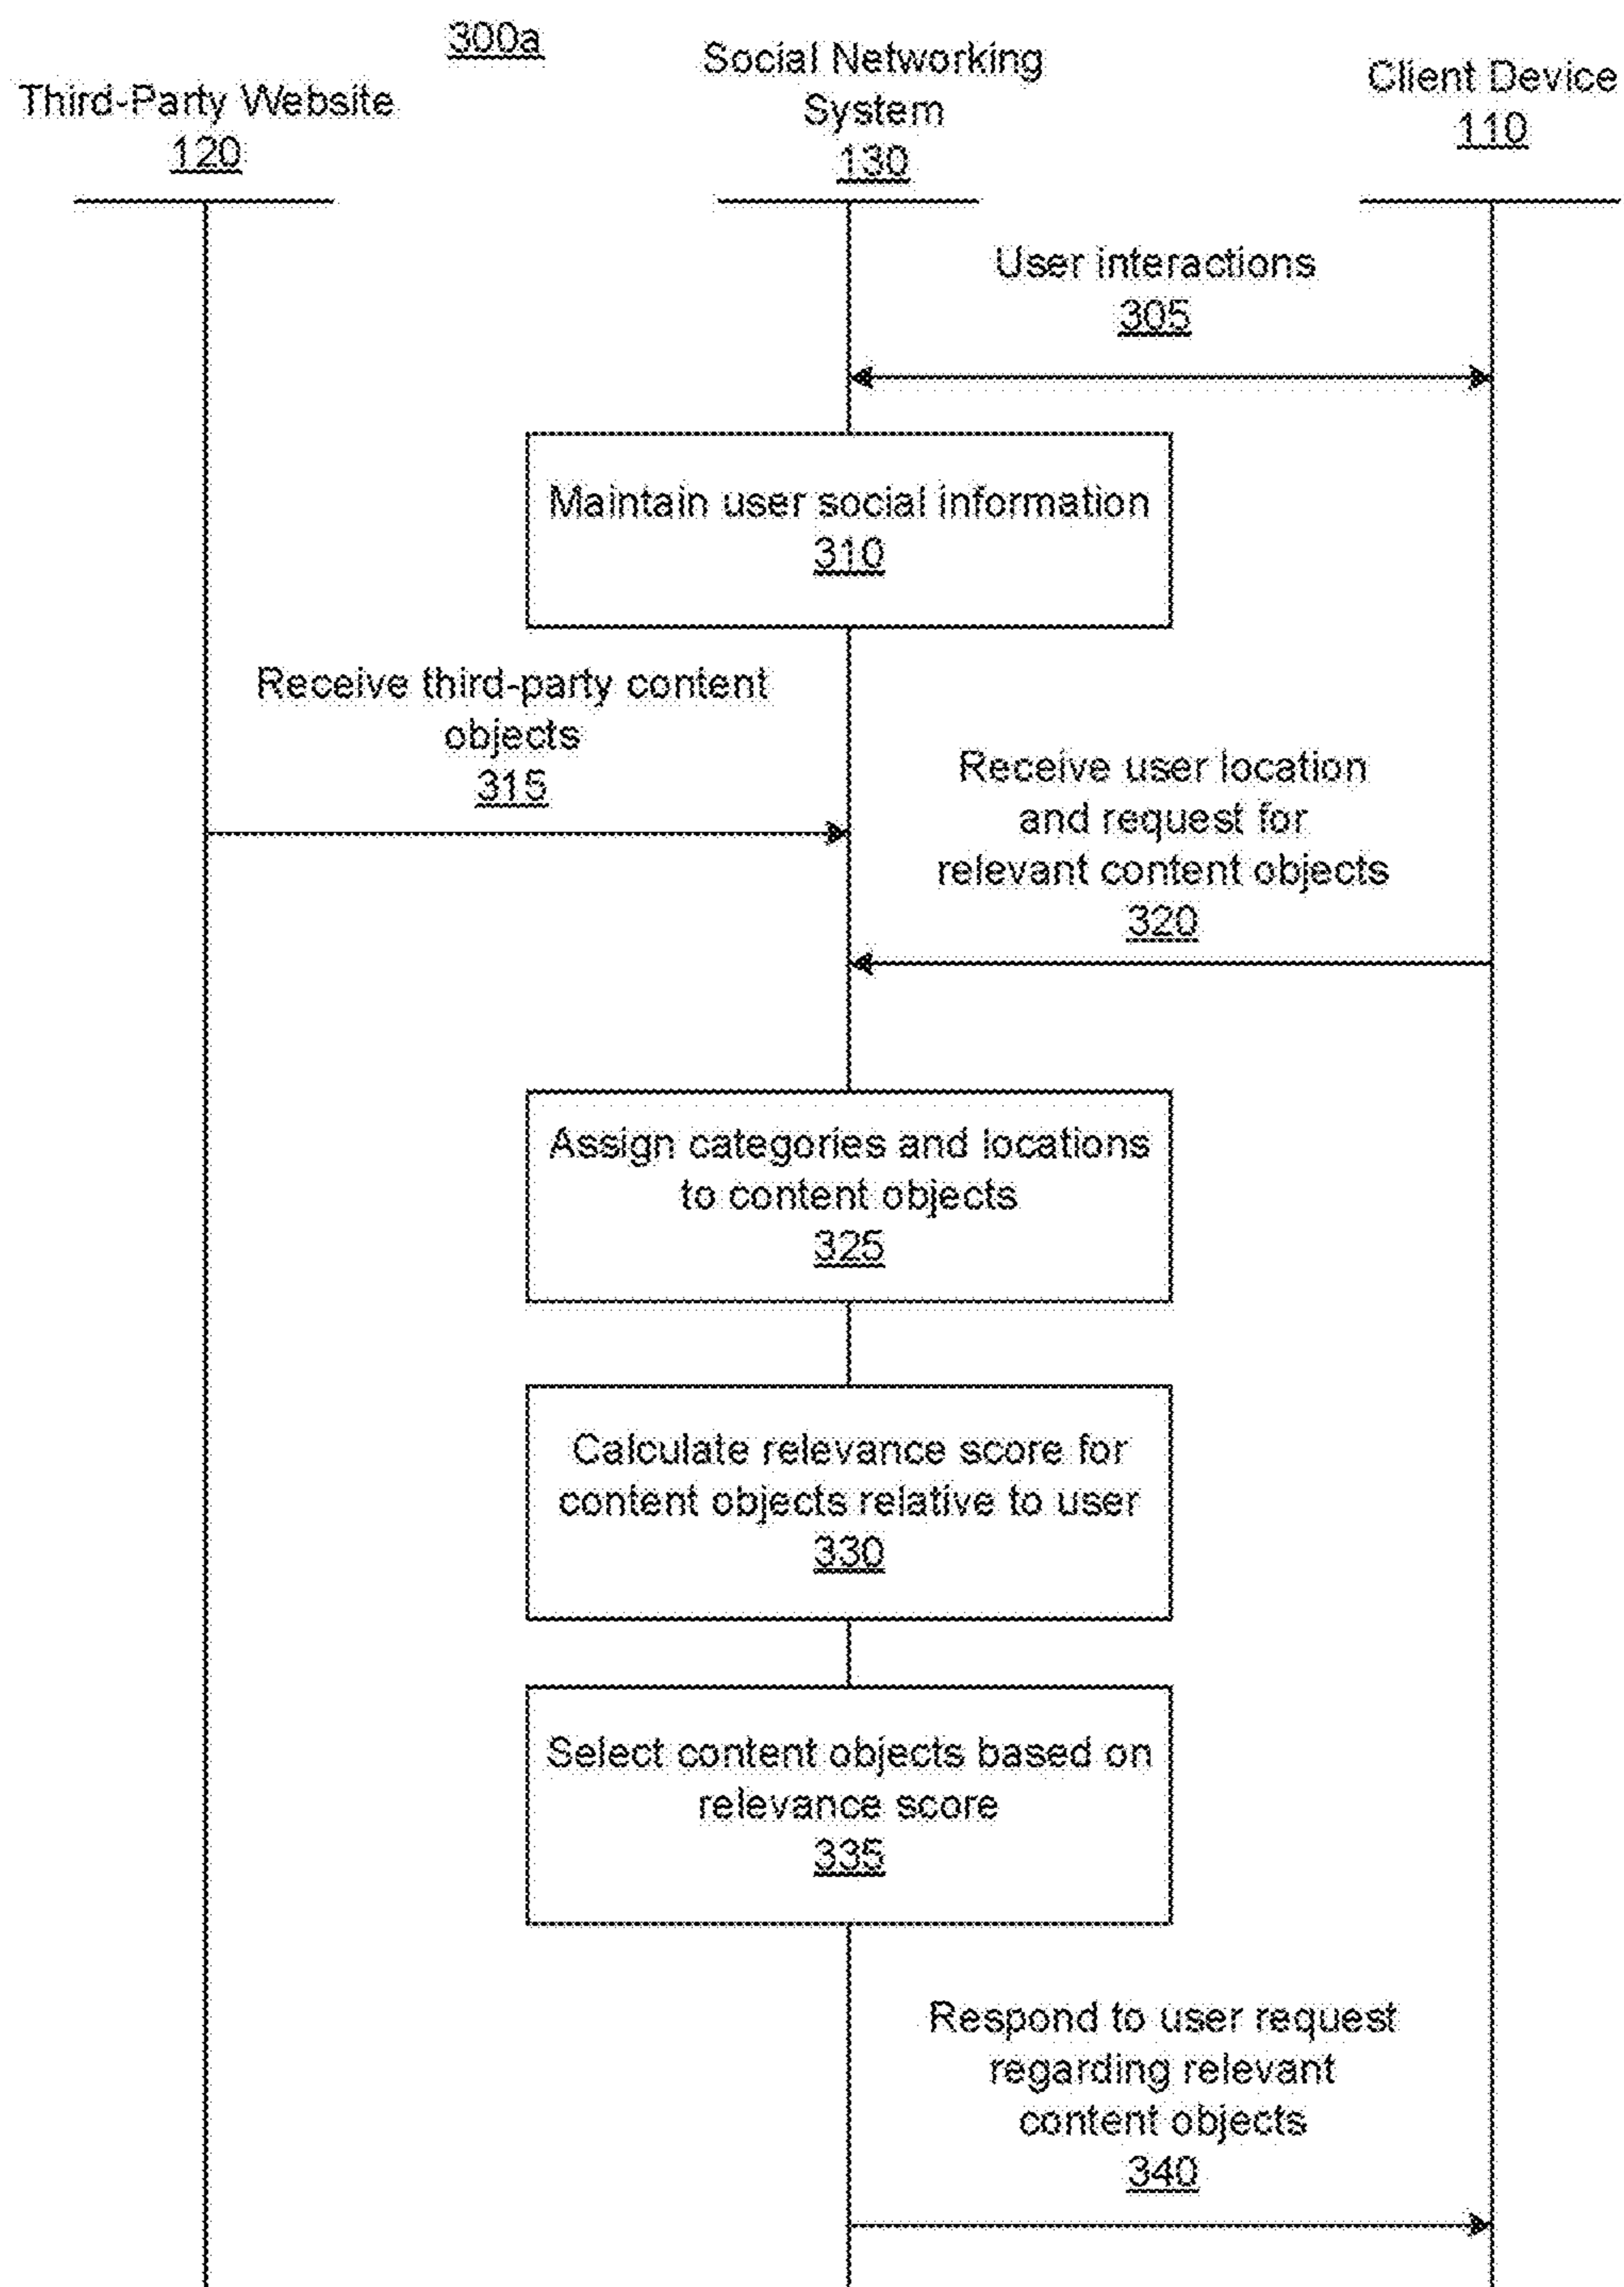 300a
Third-Party Website
120
Social Networking
System
130
Client Device
110
User interactions
305
Maintain user social information
310
Receive third-party content
objects
315
Receive user location
and request for
relevant content objects
320
Assign categories and locations
to content objects
325
Calculate relevance score for
content objects relative to user
330
Select content objects based on
relevance score
335
Respond to user request
regarding relevant
content objects
340